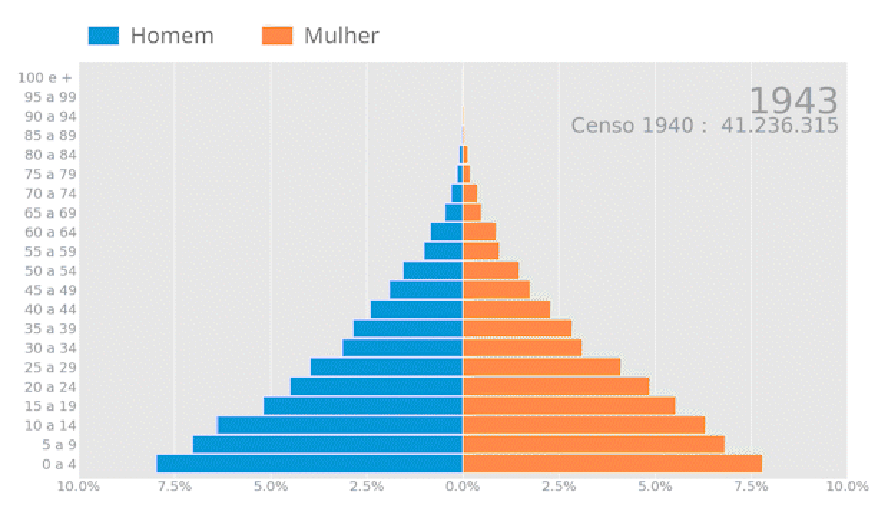 Homem Mulher
1943
Censo 1940 : 41.236.315
100 e +
95 a 99
90 a 94
85 a 89
80 a 84
75 a 79
70 a 74
65 a 69
60 a 64
55 a 59
50 a 54
45 a 49
40 a 44
35 a 39
30 a 34
25 a 29
20 a 24
15 a 19
10 a 14
5 a 9
0 a 4
10.0% 7.5% 5.0% 2.5% 0.0% 2.5% 5.0% 7.5% 10.0%